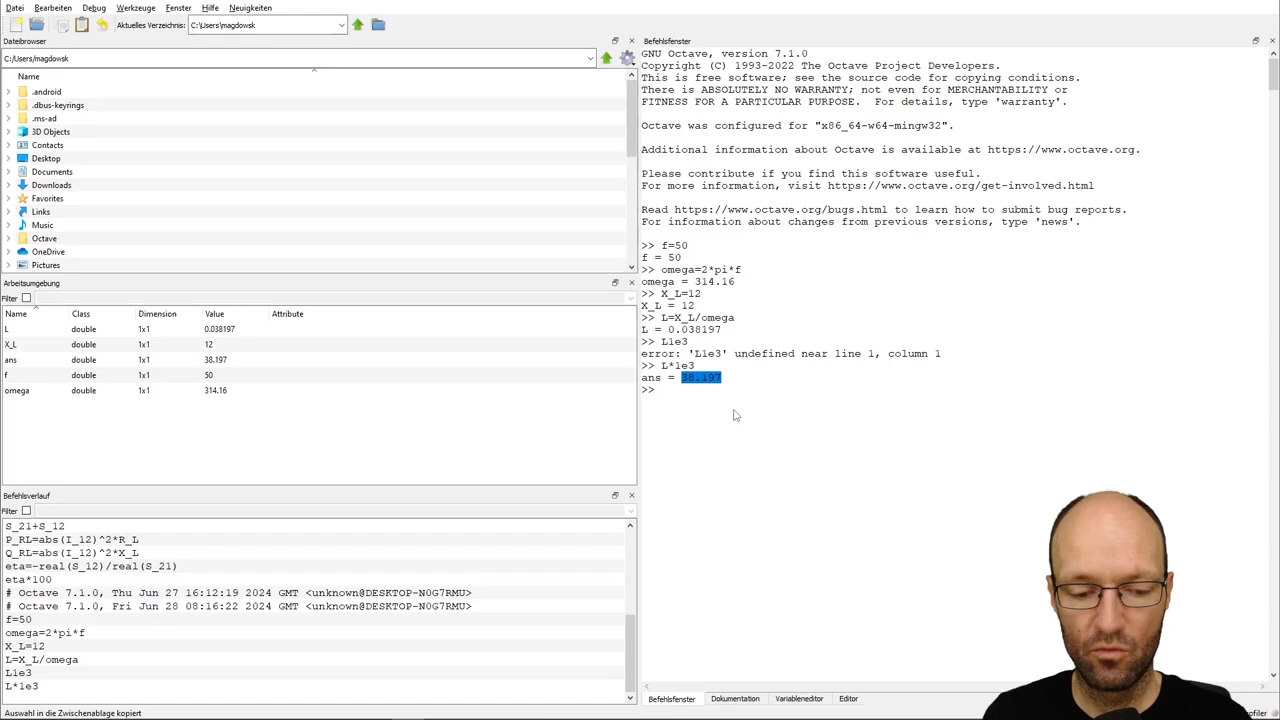 Datei Bearbeiten Debug Werkzeuge Fenster Hilfe Neuigkeiten
Aktuelles Verzeichnis: C:\Users\magdowsk
Dateibrowser
C:/Users/magdowsk
Name
.android
.dbus-keyrings
.ms-ad
3D Objects
Contacts
Desktop
Documents
Downloads
Favorites
Links
Music
Octave
OneDrive
Pictures
Arbeitsumgebung
Filter
Name Class Dimension Value Attribute
L double 1x1 0.038197
X_L double 1x1 12
ans double 1x1 38.197
f double 1x1 50
omega double 1x1 314.16
Befehlsverlauf
Filter
S_21+S_12
P_RL=abs(I_12)^2*R_L
Q_RL=abs(I_12)^2*X_L
eta=-real(S_12)/real(S_21)
eta*100
# Octave 7.1.0, Thu Jun 27 16:12:19 2024 GMT <unknown@DESKTOP-N0G7RMU>
# Octave 7.1.0, Fri Jun 28 08:16:22 2024 GMT <unknown@DESKTOP-N0G7RMU>
f=50
omega=2*pi*f
X_L=12
L=X_L/omega
L1e3
L*1e3
Auswahl in die Zwischenablage kopiert
Befehlsfenster
GNU Octave, version 7.1.0
Copyright (C) 1993-2022 The Octave Project Developers.
This is free software; see the source code for copying conditions.
There is ABSOLUTELY NO WARRANTY; not even for MERCHANTABILITY or
FITNESS FOR A PARTICULAR PURPOSE.  For details, type 'warranty'.
Octave was configured for "x86_64-w64-mingw32".
Additional information about Octave is available at https://www.octave.org.
Please contribute if you find this software useful.
For more information, visit https://www.octave.org/get-involved.html
Read https://www.octave.org/bugs.html to learn how to submit bug reports.
For information about changes from previous versions, type 'news'.
>> f=50
f = 50
>> omega=2*pi*f
omega = 314.16
>> X_L=12
X_L = 12
>> L=X_L/omega
L = 0.038197
>> L1e3
error: 'L1e3' undefined near line 1, column 1
>> L*1e3
ans = 38.197
>>
Befehlsfenster Dokumentation Variableneditor Editor